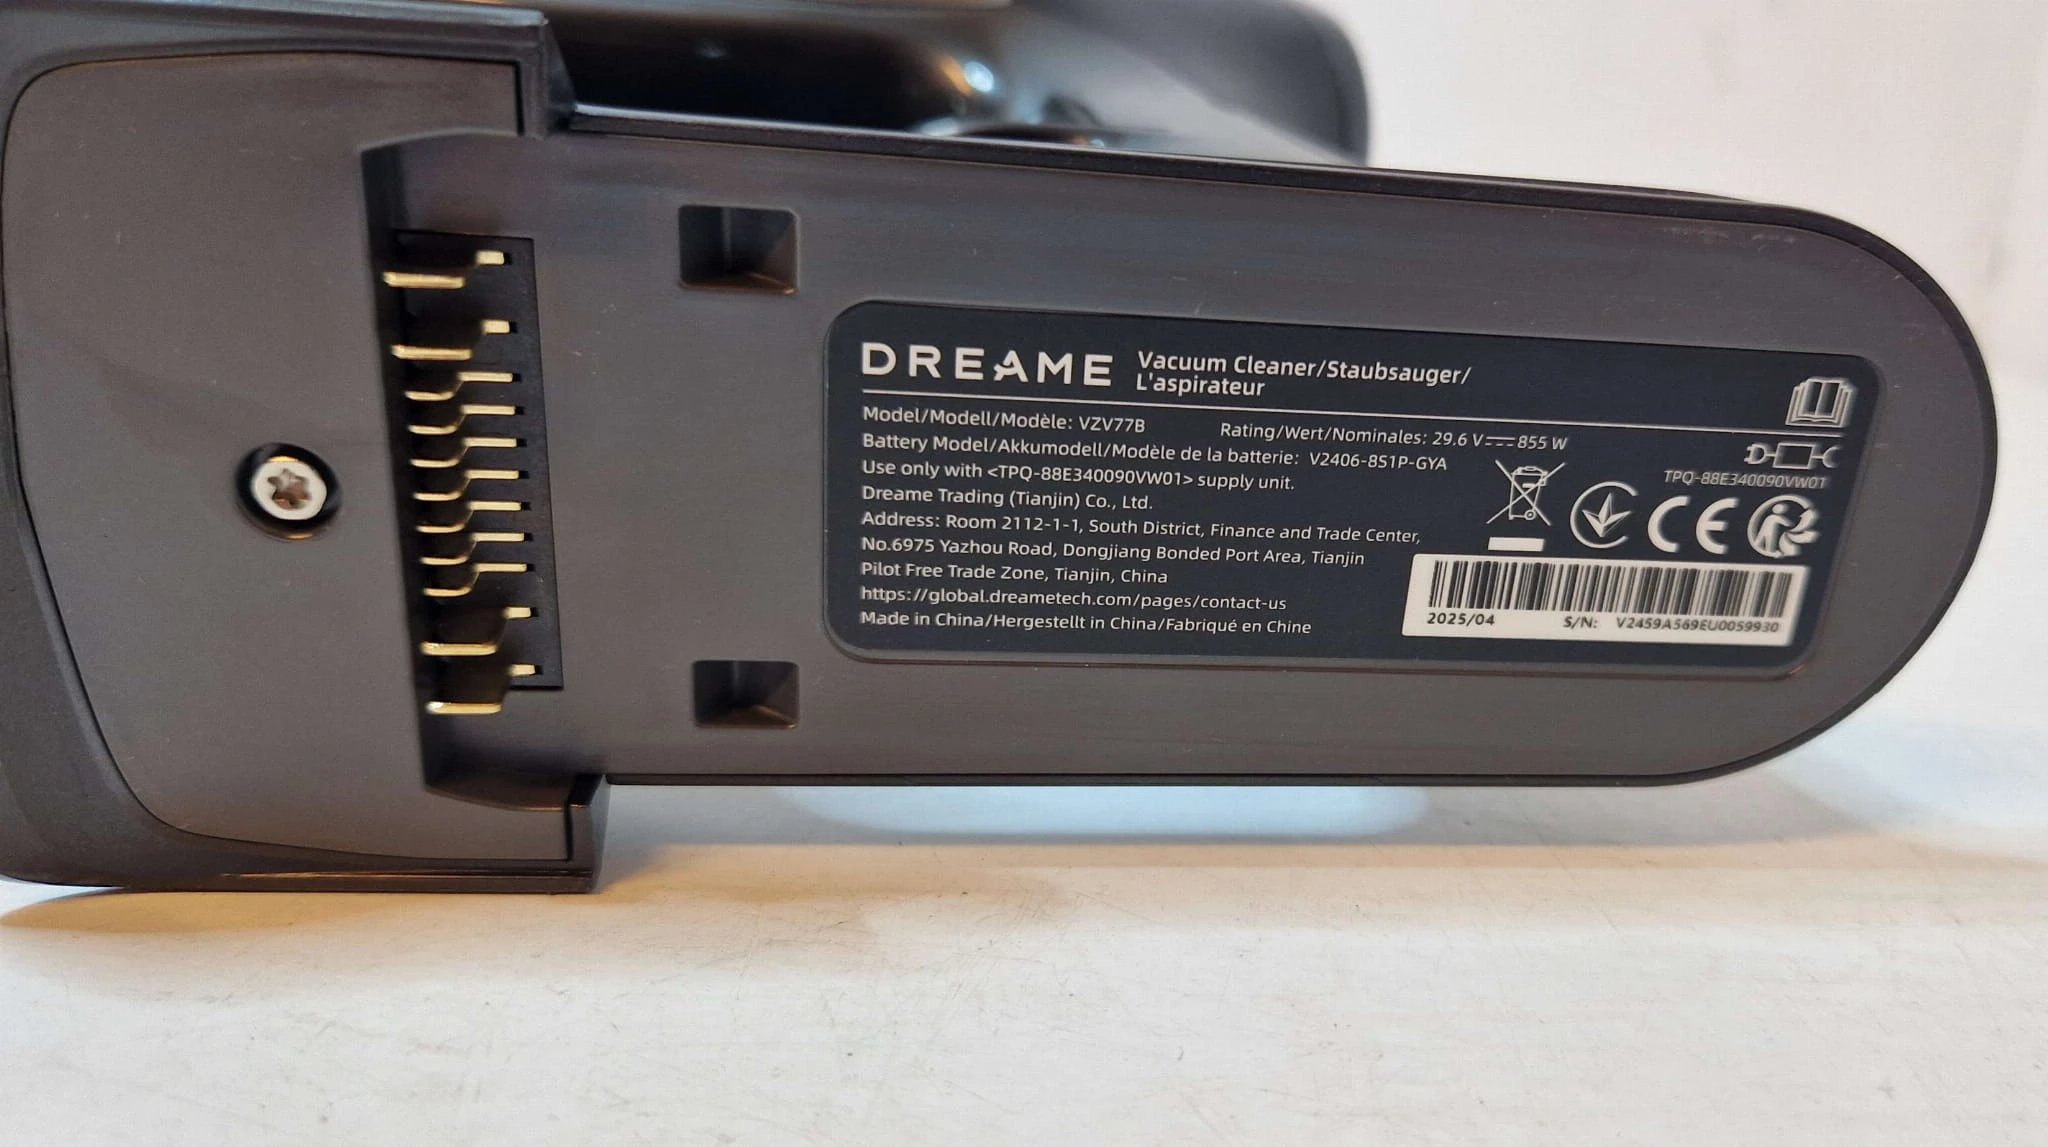 DREAME Vacuum Cleaner/Staubsauger/
L'aspirateur
Model/Modell/Modèle: VZV77B Rating/Wert/Nominales: 29.6 V⎓855 W
Battery Model/Akkumodell/Modèle de la batterie: V2406-8S1P-GYA
Use only with <TPQ-88E340090VW01> supply unit.
TPQ-88E340090VW01
Dreame Trading (Tianjin) Co., Ltd.
Address: Room 2112-1-1, South District, Finance and Trade Center,
No.6975 Yazhou Road, Dongjiang Bonded Port Area, Tianjin
Pilot Free Trade Zone, Tianjin, China
https://global.dreametech.com/pages/contact-us
Made in China/Hergestellt in China/Fabriqué en Chine
CE
2025/04 S/N: V2459A569EU0059930